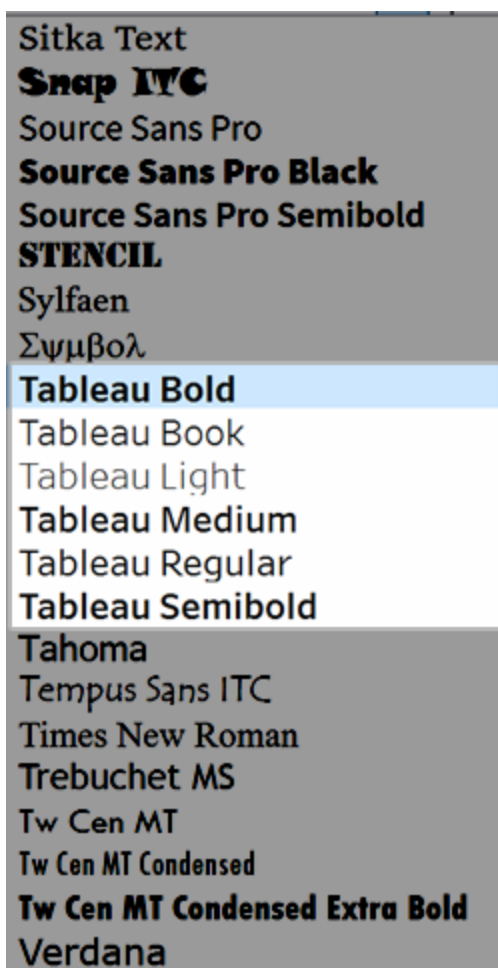 Sitka Text
Snap ITC
Source Sans Pro
Source Sans Pro Black
Source Sans Pro Semibold
STENCIL
Sylfaen
Σψμβολ
Tableau Bold
Tableau Book
Tableau Light
Tableau Medium
Tableau Regular
Tableau Semibold
Tahoma
Tempus Sans ITC
Times New Roman
Trebuchet MS
Tw Cen MT
Tw Cen MT Condensed
Tw Cen MT Condensed Extra Bold
Verdana